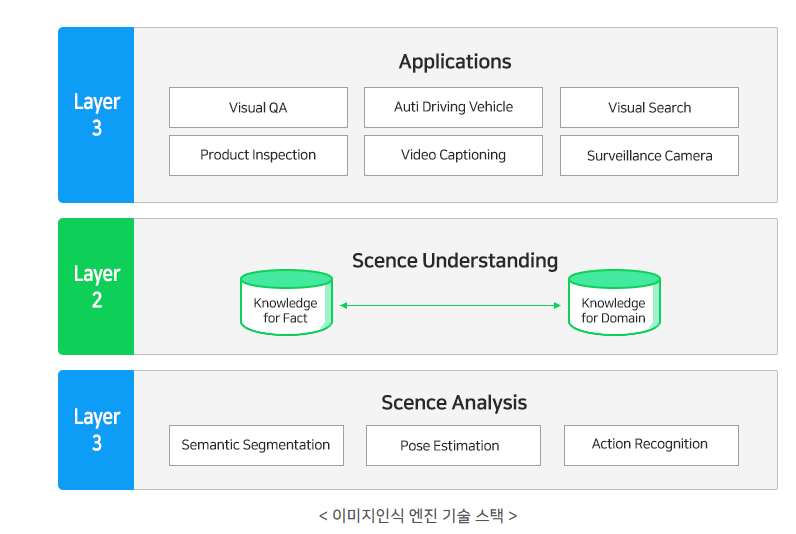 Layer
3
Applications
Visual QA
Auti Driving Vehicle
Visual Search
Product Inspection
Video Captioning
Surveillance Camera
Layer
2
Scence Understanding
Knowledge
for Fact
Knowledge
for Domain
Layer
3
Scence Analysis
Semantic Segmentation
Pose Estimation
Action Recognition
< 이미지인식 엔진 기술 스택 >